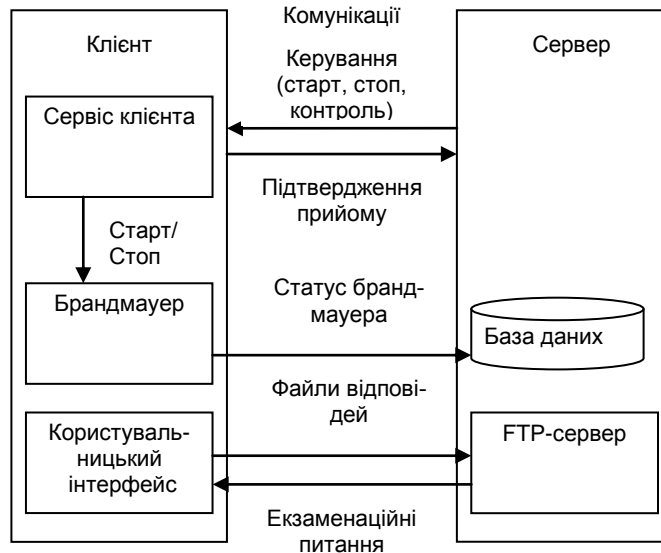 Комунікації
Клієнт
Сервер
Керування
(старт, стоп,
контроль)
Сервіс клієнта
Підтвердження
прийому
Старт/
Стоп
Брандмауер
Статус бранд-
мауера
База даних
Файли відпові-
дей
Користуваль-
ницький
інтерфейс
FTP-сервер
Екзаменаційні
питання